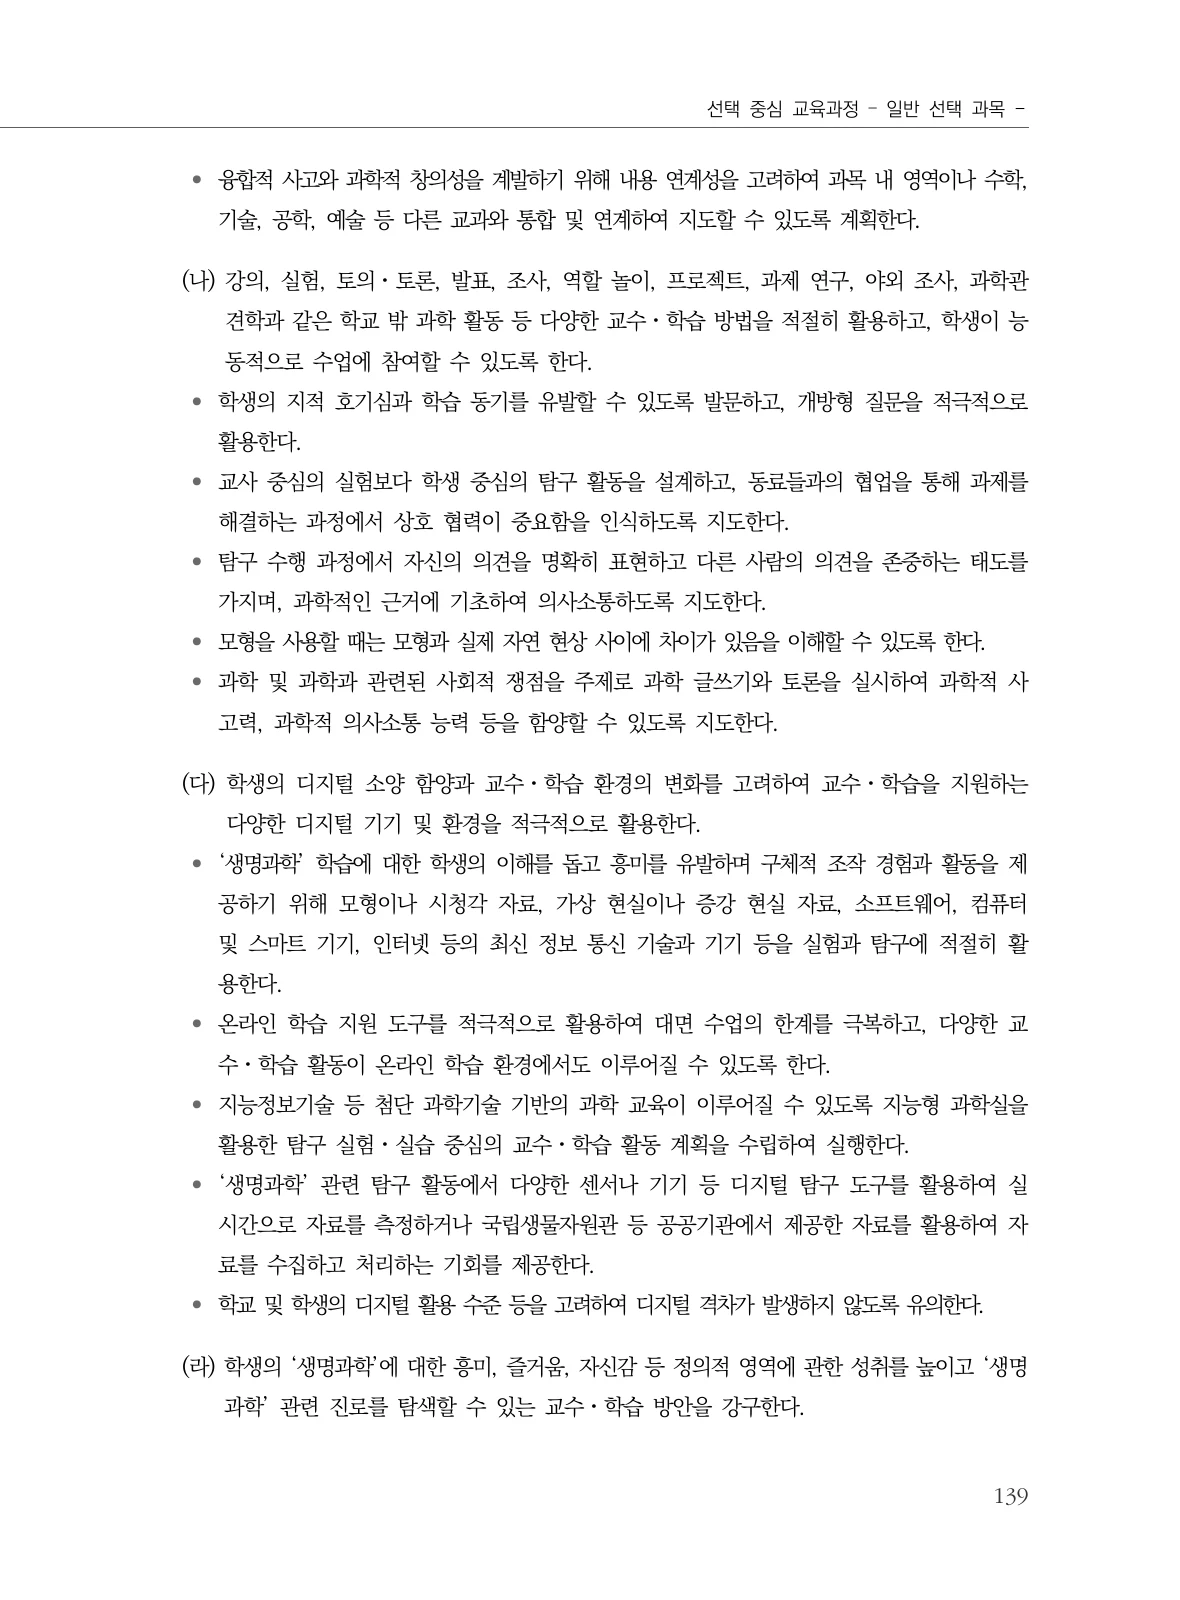 선택 중심 교육과정 - 일반 선택 과목 -
• 융합적 사고와 과학적 창의성을 계발하기 위해 내용 연계성을 고려하여 과목 내 영역이나 수학,
기술, 공학, 예술 등 다른 교과와 통합 및 연계하여 지도할 수 있도록 계획한다.
(나) 강의, 실험, 토의·토론, 발표, 조사, 역할 놀이, 프로젝트, 과제 연구, 야외 조사, 과학관
견학과 같은 학교 밖 과학 활동 등 다양한 교수·학습 방법을 적절히 활용하고, 학생이 능
동적으로 수업에 참여할 수 있도록 한다.
• 학생의 지적 호기심과 학습 동기를 유발할 수 있도록 발문하고, 개방형 질문을 적극적으로
활용한다.
• 교사 중심의 실험보다 학생 중심의 탐구 활동을 설계하고, 동료들과의 협업을 통해 과제를
해결하는 과정에서 상호 협력이 중요함을 인식하도록 지도한다.
• 탐구 수행 과정에서 자신의 의견을 명확히 표현하고 다른 사람의 의견을 존중하는 태도를
가지며, 과학적인 근거에 기초하여 의사소통하도록 지도한다.
• 모형을 사용할 때는 모형과 실제 자연 현상 사이에 차이가 있음을 이해할 수 있도록 한다.
• 과학 및 과학과 관련된 사회적 쟁점을 주제로 과학 글쓰기와 토론을 실시하여 과학적 사
고력, 과학적 의사소통 능력 등을 함양할 수 있도록 지도한다.
(다) 학생의 디지털 소양 함양과 교수·학습 환경의 변화를 고려하여 교수·학습을 지원하는
다양한 디지털 기기 및 환경을 적극적으로 활용한다.
• ‘생명과학’ 학습에 대한 학생의 이해를 돕고 흥미를 유발하며 구체적 조작 경험과 활동을 제
공하기 위해 모형이나 시청각 자료, 가상 현실이나 증강 현실 자료, 소프트웨어, 컴퓨터
및 스마트 기기, 인터넷 등의 최신 정보 통신 기술과 기기 등을 실험과 탐구에 적절히 활
용한다.
• 온라인 학습 지원 도구를 적극적으로 활용하여 대면 수업의 한계를 극복하고, 다양한 교
수·학습 활동이 온라인 학습 환경에서도 이루어질 수 있도록 한다.
• 지능정보기술 등 첨단 과학기술 기반의 과학 교육이 이루어질 수 있도록 지능형 과학실을
활용한 탐구 실험·실습 중심의 교수·학습 활동 계획을 수립하여 실행한다.
• ‘생명과학’ 관련 탐구 활동에서 다양한 센서나 기기 등 디지털 탐구 도구를 활용하여 실
시간으로 자료를 측정하거나 국립생물자원관 등 공공기관에서 제공한 자료를 활용하여 자
료를 수집하고 처리하는 기회를 제공한다.
• 학교 및 학생의 디지털 활용 수준 등을 고려하여 디지털 격차가 발생하지 않도록 유의한다.
(라) 학생의 ‘생명과학’에 대한 흥미, 즐거움, 자신감 등 정의적 영역에 관한 성취를 높이고 ‘생명
과학’ 관련 진로를 탐색할 수 있는 교수·학습 방안을 강구한다.
139